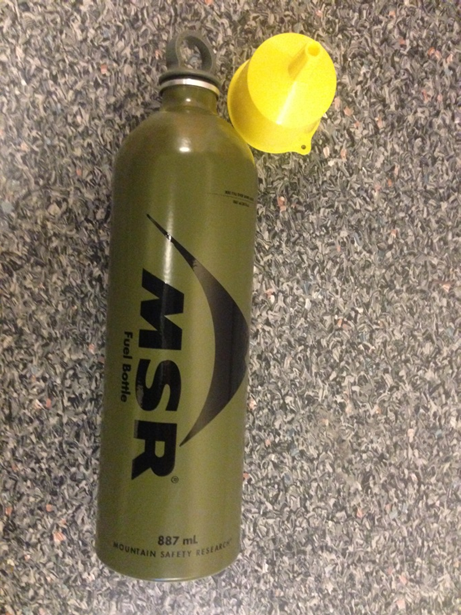 MSR®
Fuel Bottle
887 mL
MOUNTAIN SAFETY RESEARCH®